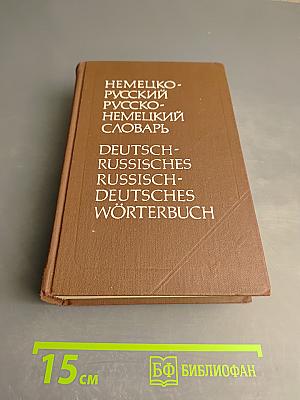 НЕМЕЦКО-
РУССКИЙ
РУССКО-
НЕМЕЦКИЙ
СЛОВАРЬ
DEUTSCH-
RUSSISCHES
RUSSISCH-
DEUTSCHES
WÖRTERBUCH
15 см
БФ БИБЛИОФАН